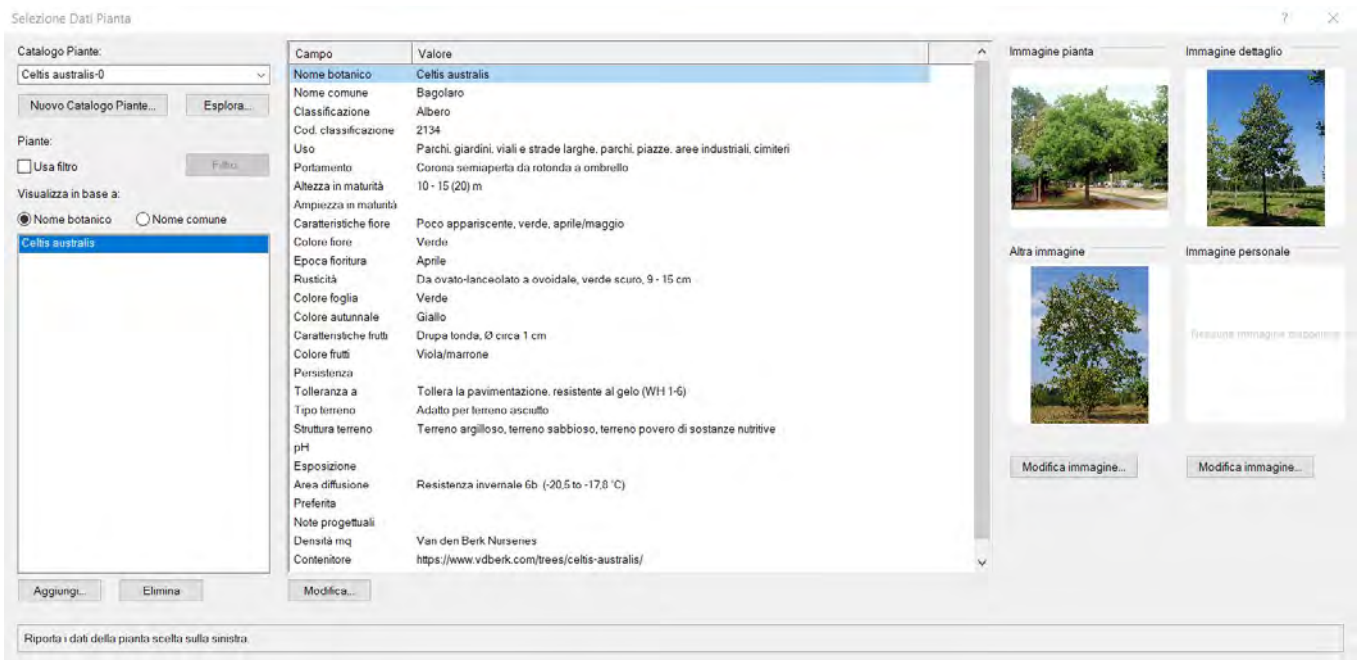 Selezione Dati Pianta
? ×
Catalogo Piante:
Celtis australis-0
Nuovo Catalogo Piante... Esplora...
Piante:
Usa filtro Filtro...
Visualizza in base a:
Nome botanico Nome comune
Celtis australis
Aggiungi... Elimina
Campo Valore
Nome botanico Celtis australis
Nome comune Bagolaro
Classificazione Albero
Cod. classificazione 2134
Uso Parchi, giardini, viali e strade larghe, parchi, piazze, aree industriali, cimiteri
Portamento Corona semiaperta da rotonda a ombrello
Altezza in maturità 10 - 15 (20) m
Ampiezza in maturità
Caratteristiche fiore Poco appariscente, verde, aprile/maggio
Colore fiore Verde
Epoca fioritura Aprile
Rusticità Da ovato-lanceolato a ovoidale, verde scuro, 9 - 15 cm
Colore foglia Verde
Colore autunnale Giallo
Caratteristiche frutti Drupa tonda, Ø circa 1 cm
Colore frutti Viola/marrone
Persistenza
Tolleranza a Tollera la pavimentazione, resistente al gelo (WH 1-6)
Tipo terreno Adatto per terreno asciutto
Struttura terreno Terreno argilloso, terreno sabbioso, terreno povero di sostanze nutritive
pH
Esposizione
Area diffusione Resistenza invernale 6b (-20,5 to -17,8 °C)
Preferita
Note progettuali
Densità mq Van den Berk Nurseries
Contenitore https://www.vdberk.com/trees/celtis-australis/
Modifica...
Immagine pianta Immagine dettaglio
Altra immagine Immagine personale
Nessuna immagine disponibile
Modifica immagine... Modifica immagine...
Riporta i dati della pianta scelta sulla sinistra.